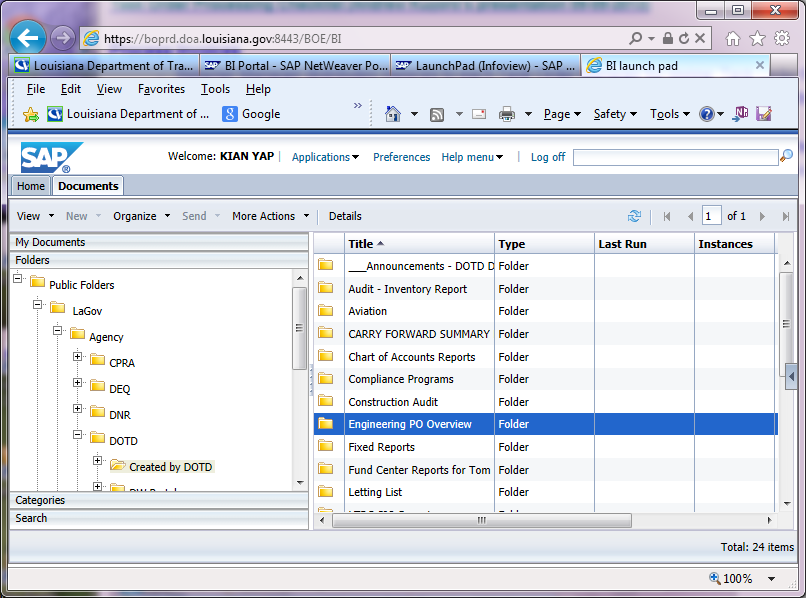 https://boprd.doa.louisiana.gov:8443/BOE/BI
Louisiana Department of Tra...
BI Portal - SAP NetWeaver Po...
LaunchPad (Infoview) - SAP ...
BI launch pad
File Edit View Favorites Tools Help
Louisiana Department of ... Google » Page Safety Tools
SAP ® Welcome: KIAN YAP Applications Preferences Help menu Log off
Home Documents
View New Organize Send More Actions Details 1 of 1
My Documents
Folders
Public Folders
LaGov
Agency
CPRA
DEQ
DNR
DOTD
Created by DOTD
Categories
Search
Title Type Last Run Instances
___Announcements - DOTD D Folder
Audit - Inventory Report Folder
Aviation Folder
CARRY FORWARD SUMMARY Folder
Chart of Accounts Reports Folder
Compliance Programs Folder
Construction Audit Folder
Engineering PO Overview Folder
Fixed Reports Folder
Fund Center Reports for Tom Folder
Letting List Folder
Total: 24 items
100%